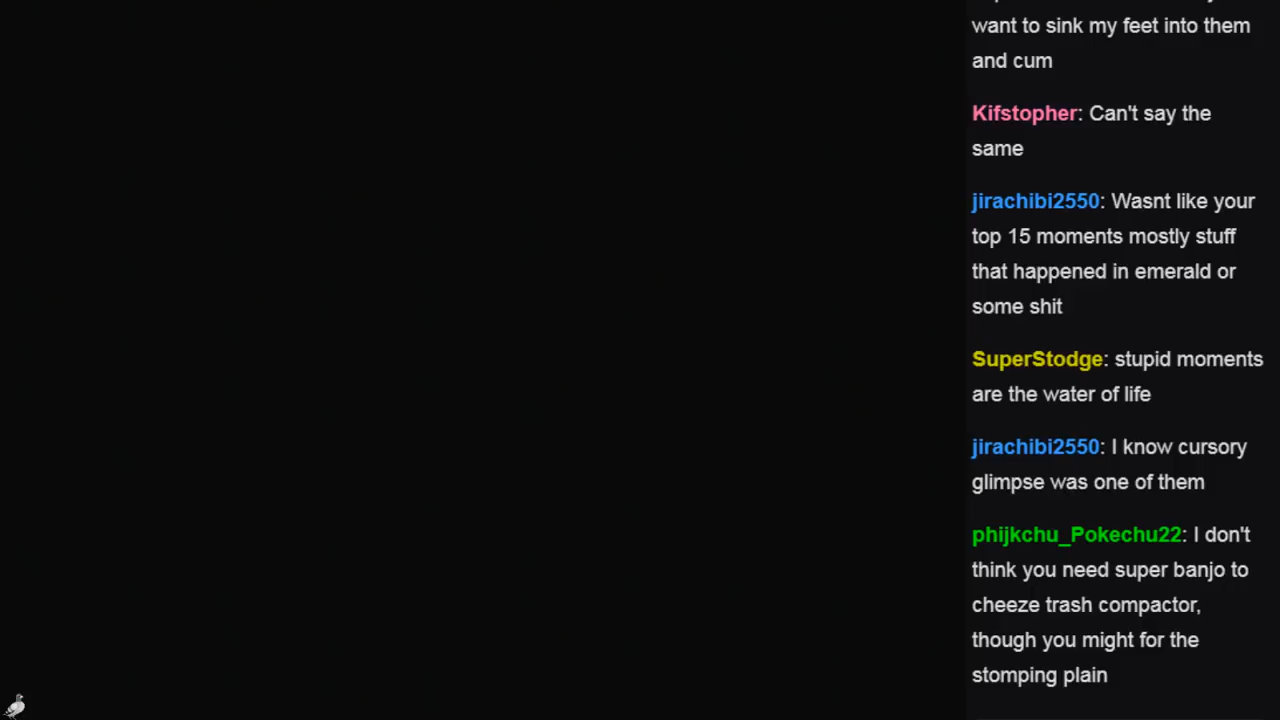 want to sink my feet into them
and cum
Kifstopher: Can't say the
same
jirachibi2550: Wasnt like your
top 15 moments mostly stuff
that happened in emerald or
some shit
SuperStodge: stupid moments
are the water of life
jirachibi2550: I know cursory
glimpse was one of them
phijkchu_Pokechu22: I don't
think you need super banjo to
cheeze trash compactor,
though you might for the
stomping plain